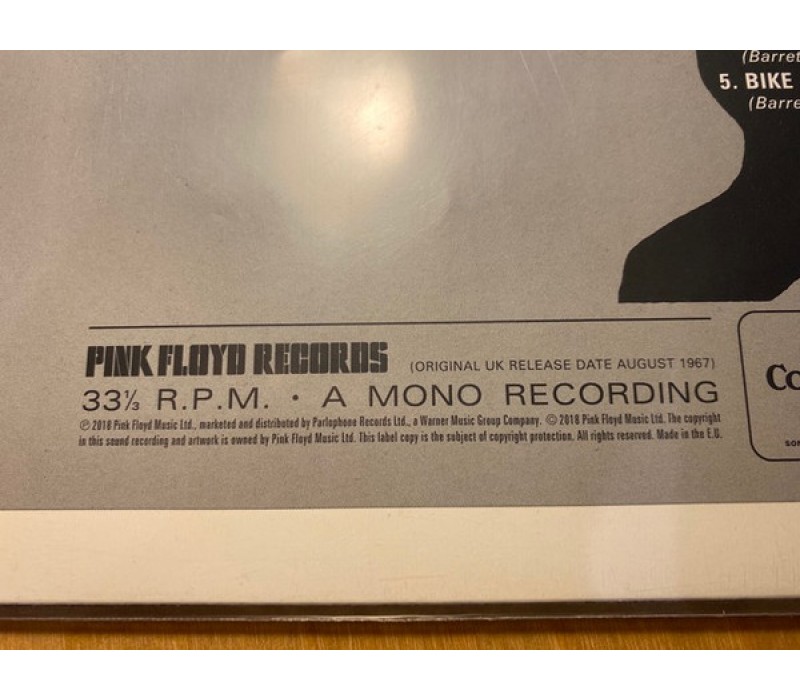 (Barret
5. BIKE
(Barre
PINK FLOYD RECORDS (ORIGINAL UK RELEASE DATE AUGUST 1967)
33⅓ R.P.M. · A MONO RECORDING
℗ 2018 Pink Floyd Music Ltd., marketed and distributed by Parlophone Records Ltd., a Warner Music Group Company. © 2018 Pink Floyd Music Ltd. The copyright
in this sound recording and artwork is owned by Pink Floyd Music Ltd. This label copy is the subject of copyright protection. All rights reserved. Made in the E.U.
Co
SON